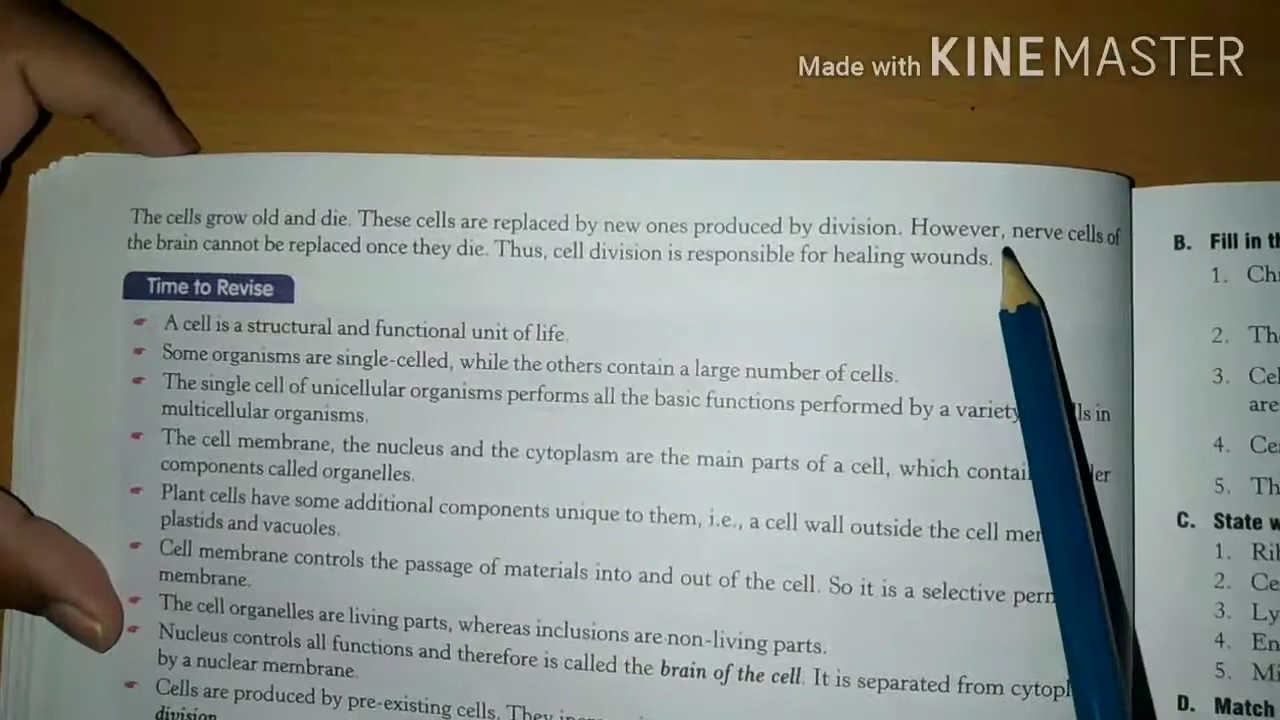 Made with KINEMASTER
The cells grow old and die. These cells are replaced by new ones produced by division. However, nerve cells of
the brain cannot be replaced once they die. Thus, cell division is responsible for healing wounds.
Time to Revise
A cell is a structural and functional unit of life.
Some organisms are single-celled, while the others contain a large number of cells.
The single cell of unicellular organisms performs all the basic functions performed by a variety in
multicellular organisms.
The cell membrane, the nucleus and the cytoplasm are the main parts of a cell, which
components called organelles.
Plant cells have some additional components unique to them, i.e., a cell wall outside the cell
plastids and vacuoles.
Cell membrane controls the passage of materials into and out of the cell. So it is a selective
membrane.
The cell organelles are living parts, whereas inclusions are non-living parts.
Nucleus controls all functions and therefore is called the brain of the cell. It is separated from
by a nuclear membrane.
Cells are produced by pre-existing cells. They
division
B. Fill in
1.
2.
3.
are
4.
5.
C. State
1.
2.
3.
4.
5.
D. Match